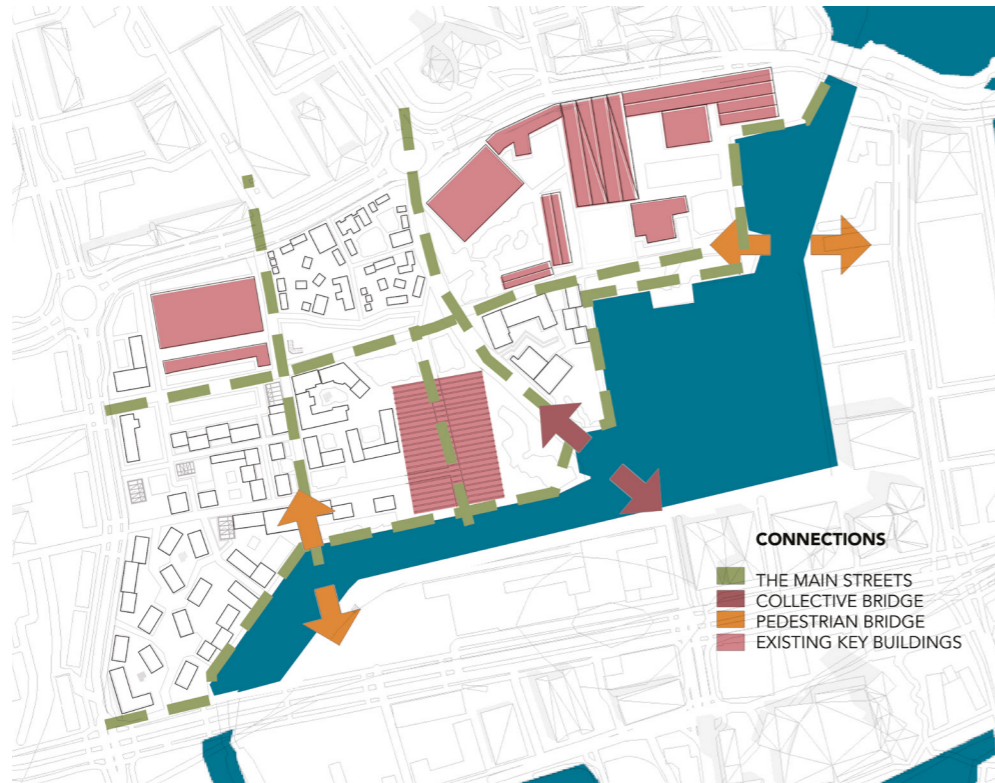 CONNECTIONS
THE MAIN STREETS
COLLECTIVE BRIDGE
PEDESTRIAN BRIDGE
EXISTING KEY BUILDINGS